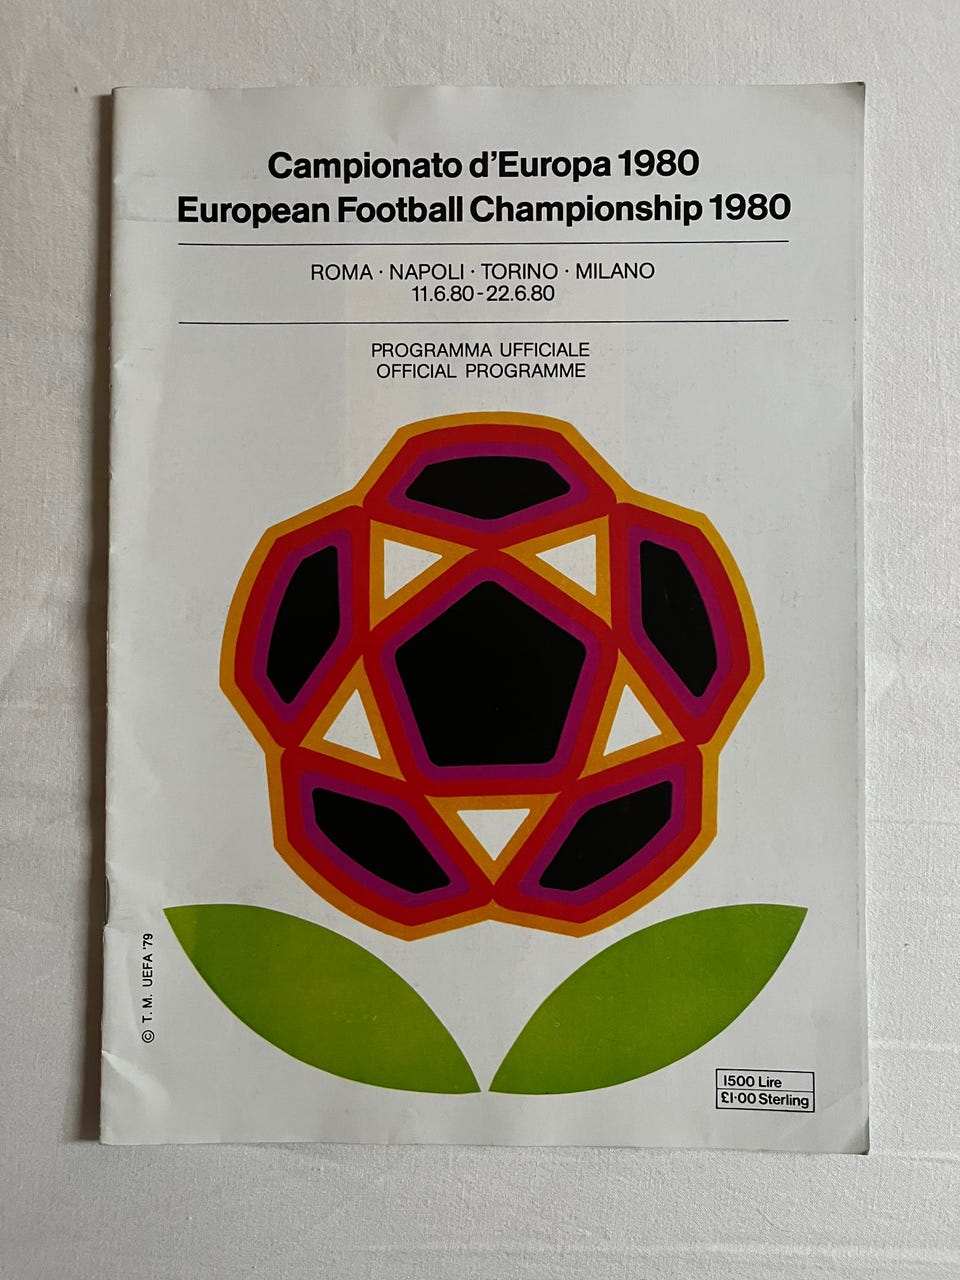 Campionato d'Europa 1980
European Football Championship 1980
ROMA · NAPOLI · TORINO · MILANO
11.6.80 - 22.6.80
PROGRAMMA UFFICIALE
OFFICIAL PROGRAMME
© T. M. UEFA '79
1500 Lire
£1·00 Sterling